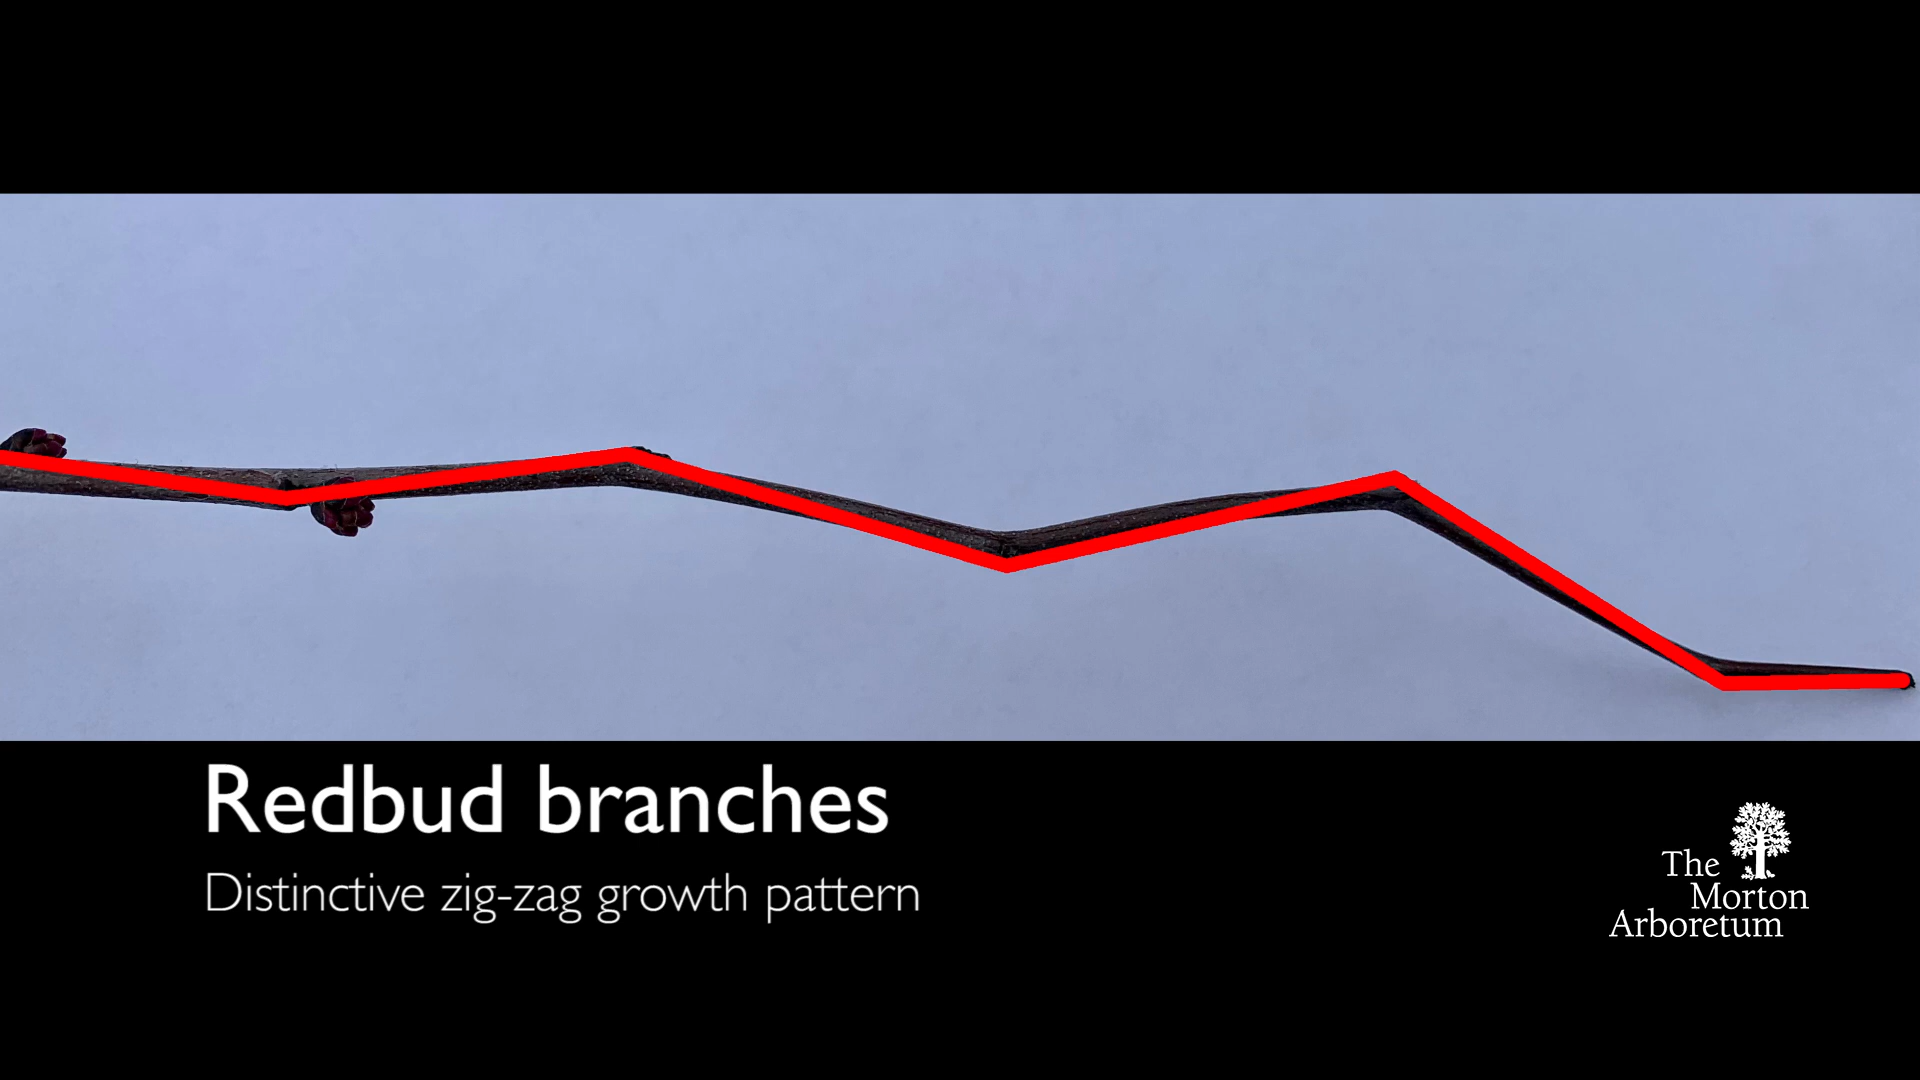 Redbud branches
Distinctive zig-zag growth pattern
The
Morton
Arboretum